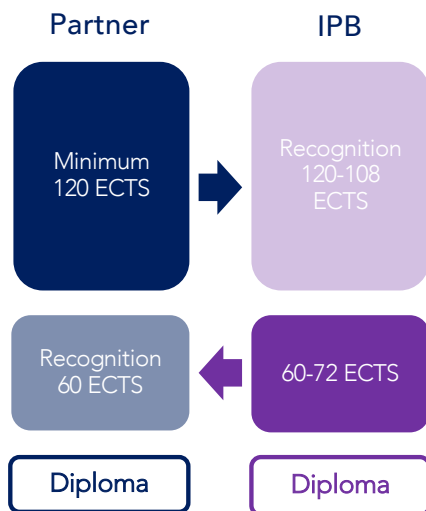 Partner
IPB
Minimum
120 ECTS
Recognition
120-108
ECTS
Recognition
60 ECTS
60-72 ECTS
Diploma
Diploma